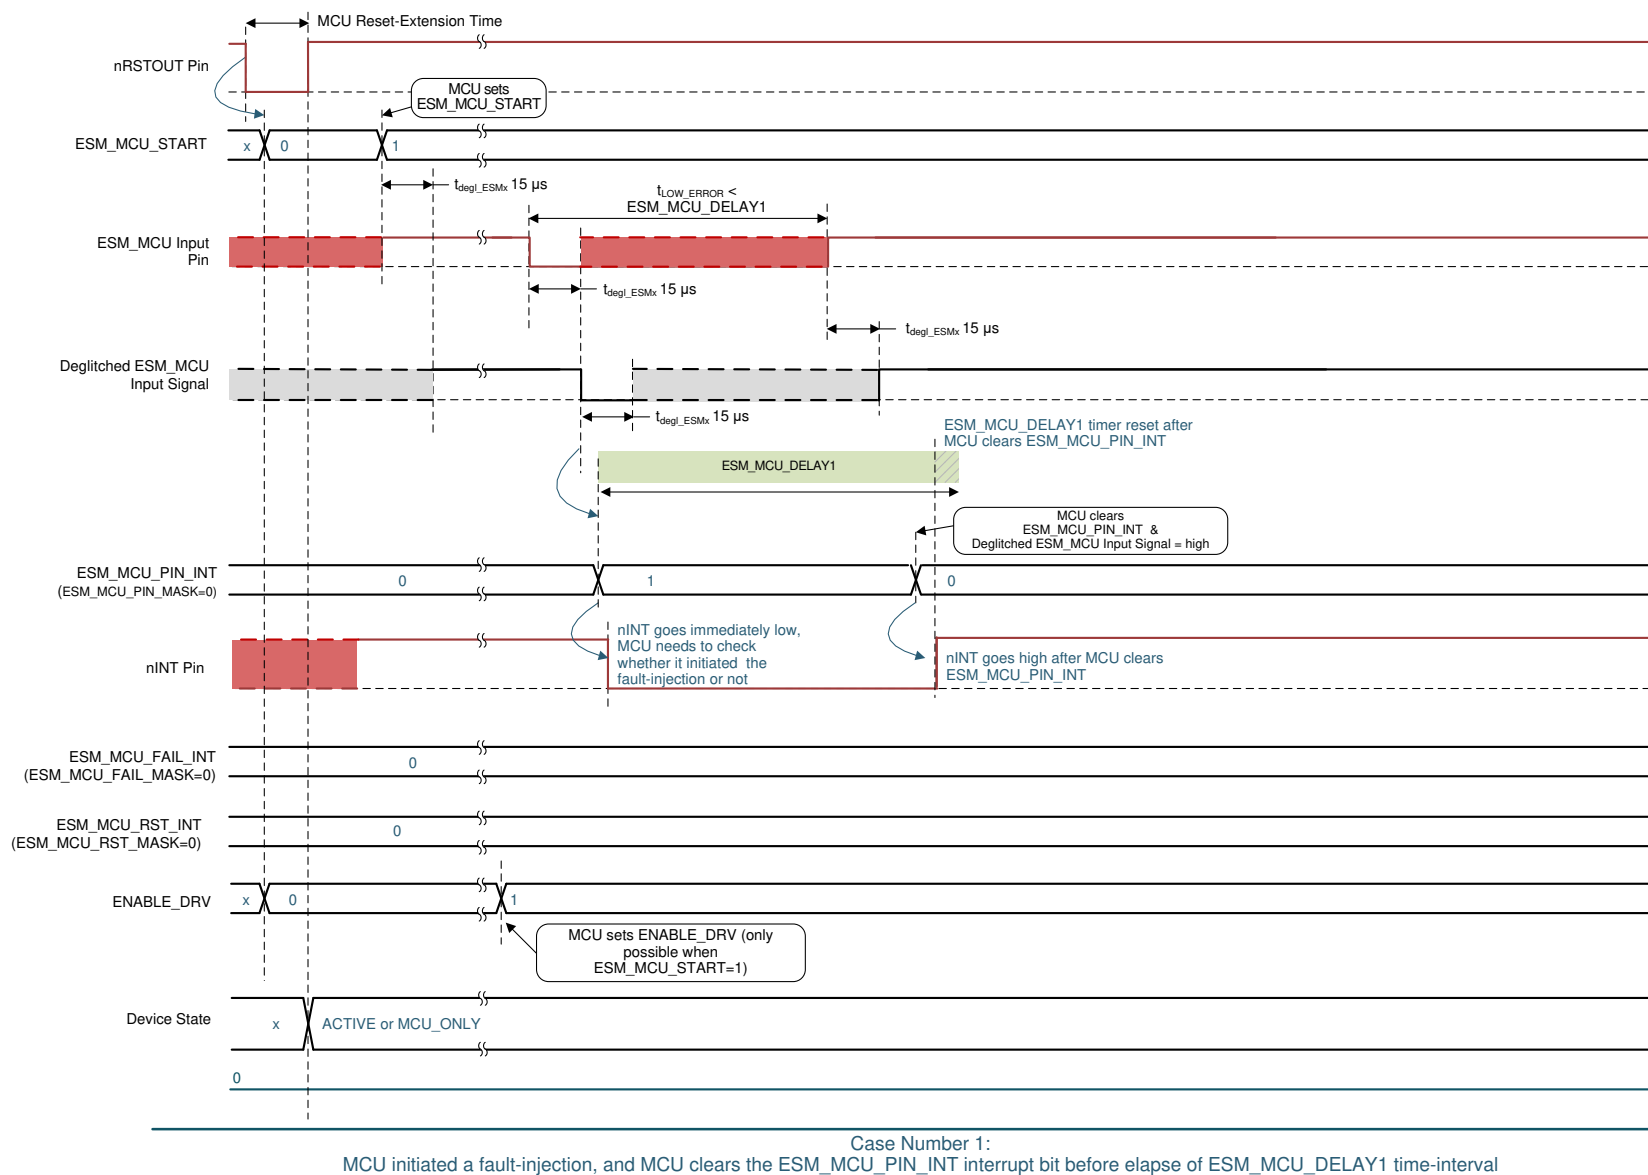 MCU Reset-Extension Time
nRSTOUT Pin
MCU sets
ESM_MCU_START
ESM_MCU_START
x
0
1
tdegl_ESMx 15 µs
tLOW_ERROR <
ESM_MCU_DELAY1
ESM_MCU Input
Pin
tdegl_ESMx 15 µs
tdegl_ESMx 15 µs
Deglitched ESM_MCU
Input Signal
tdegl_ESMx 15 µs
ESM_MCU_DELAY1 timer reset after
MCU clears ESM_MCU_PIN_INT
ESM_MCU_DELAY1
MCU clears
ESM_MCU_PIN_INT &
Deglitched ESM_MCU Input Signal = high
ESM_MCU_PIN_INT
(ESM_MCU_PIN_MASK=0)
0
1
0
nINT Pin
nINT goes immediately low,
MCU needs to check
whether it initiated the
fault-injection or not
nINT goes high after MCU clears
ESM_MCU_PIN_INT
ESM_MCU_FAIL_INT
(ESM_MCU_FAIL_MASK=0)
0
ESM_MCU_RST_INT
(ESM_MCU_RST_MASK=0)
0
ENABLE_DRV
x
0
1
MCU sets ENABLE_DRV (only
possible when
ESM_MCU_START=1)
Device State
x
ACTIVE or MCU_ONLY
0
Case Number 1:
MCU initiated a fault-injection, and MCU clears the ESM_MCU_PIN_INT interrupt bit before elapse of ESM_MCU_DELAY1 time-interval